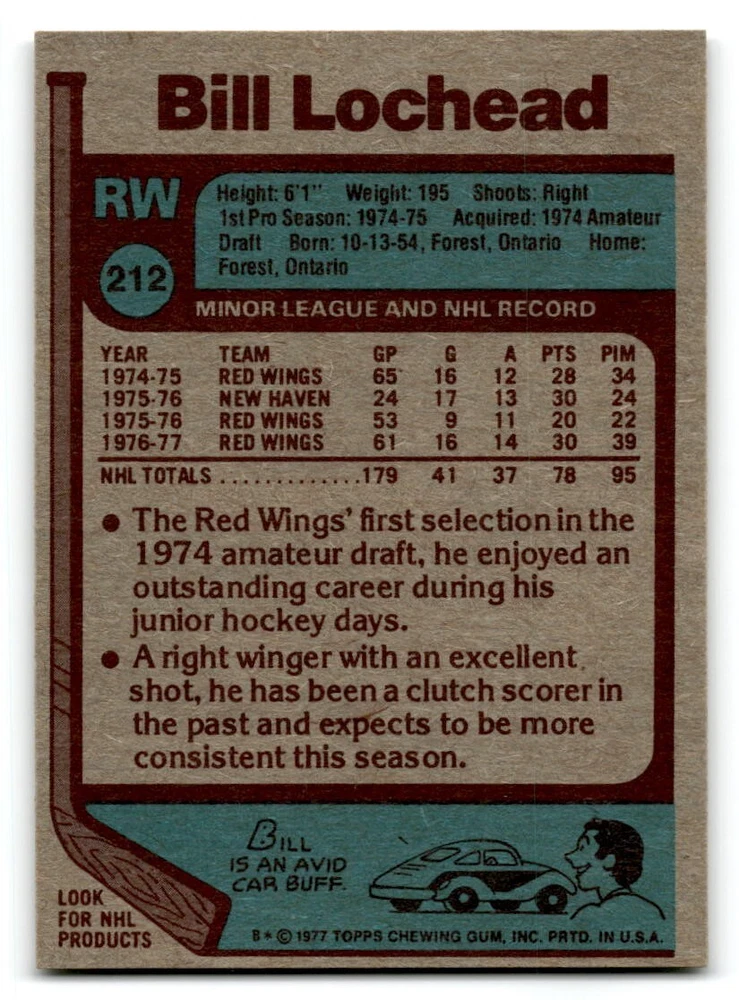 Bill Lochead
RW
Height: 6'1" Weight: 195 Shoots: Right
1st Pro Season: 1974-75 Acquired: 1974 Amateur
Draft Born: 10-13-54, Forest, Ontario Home:
Forest, Ontario
212
MINOR LEAGUE AND NHL RECORD
YEAR TEAM GP G A PTS PIM
1974-75 RED WINGS 65 16 12 28 34
1975-76 NEW HAVEN 24 17 13 30 24
1975-76 RED WINGS 53 9 11 20 22
1976-77 RED WINGS 61 16 14 30 39
NHL TOTALS .............179 41 37 78 95
● The Red Wings' first selection in the
1974 amateur draft, he enjoyed an
outstanding career during his
junior hockey days.
● A right winger with an excellent
shot, he has been a clutch scorer in
the past and expects to be more
consistent this season.
BILL
IS AN AVID
CAR BUFF.
LOOK
FOR NHL
PRODUCTS
B * © 1977 TOPPS CHEWING GUM, INC. PRTD. IN U.S.A.